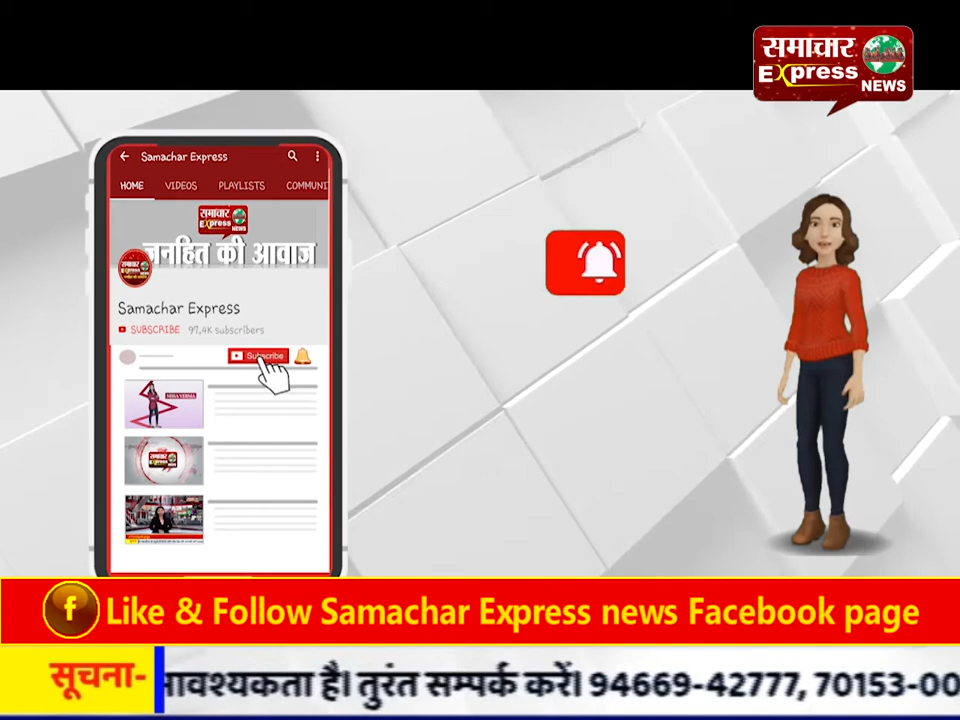 समाचार
Express
NEWS
Samachar Express
HOME VIDEOS PLAYLISTS COMMUNI
समाचार
Express
NEWS
जनहित की आवाज
Samachar Express
SUBSCRIBE 97,4K subscribers
Subscribe
NEHA VERMA
Like & Follow Samachar Express news Facebook page
सूचना- ावश्यकता है। तुरंत सम्पर्क करें। 94669-42777, 70153-00